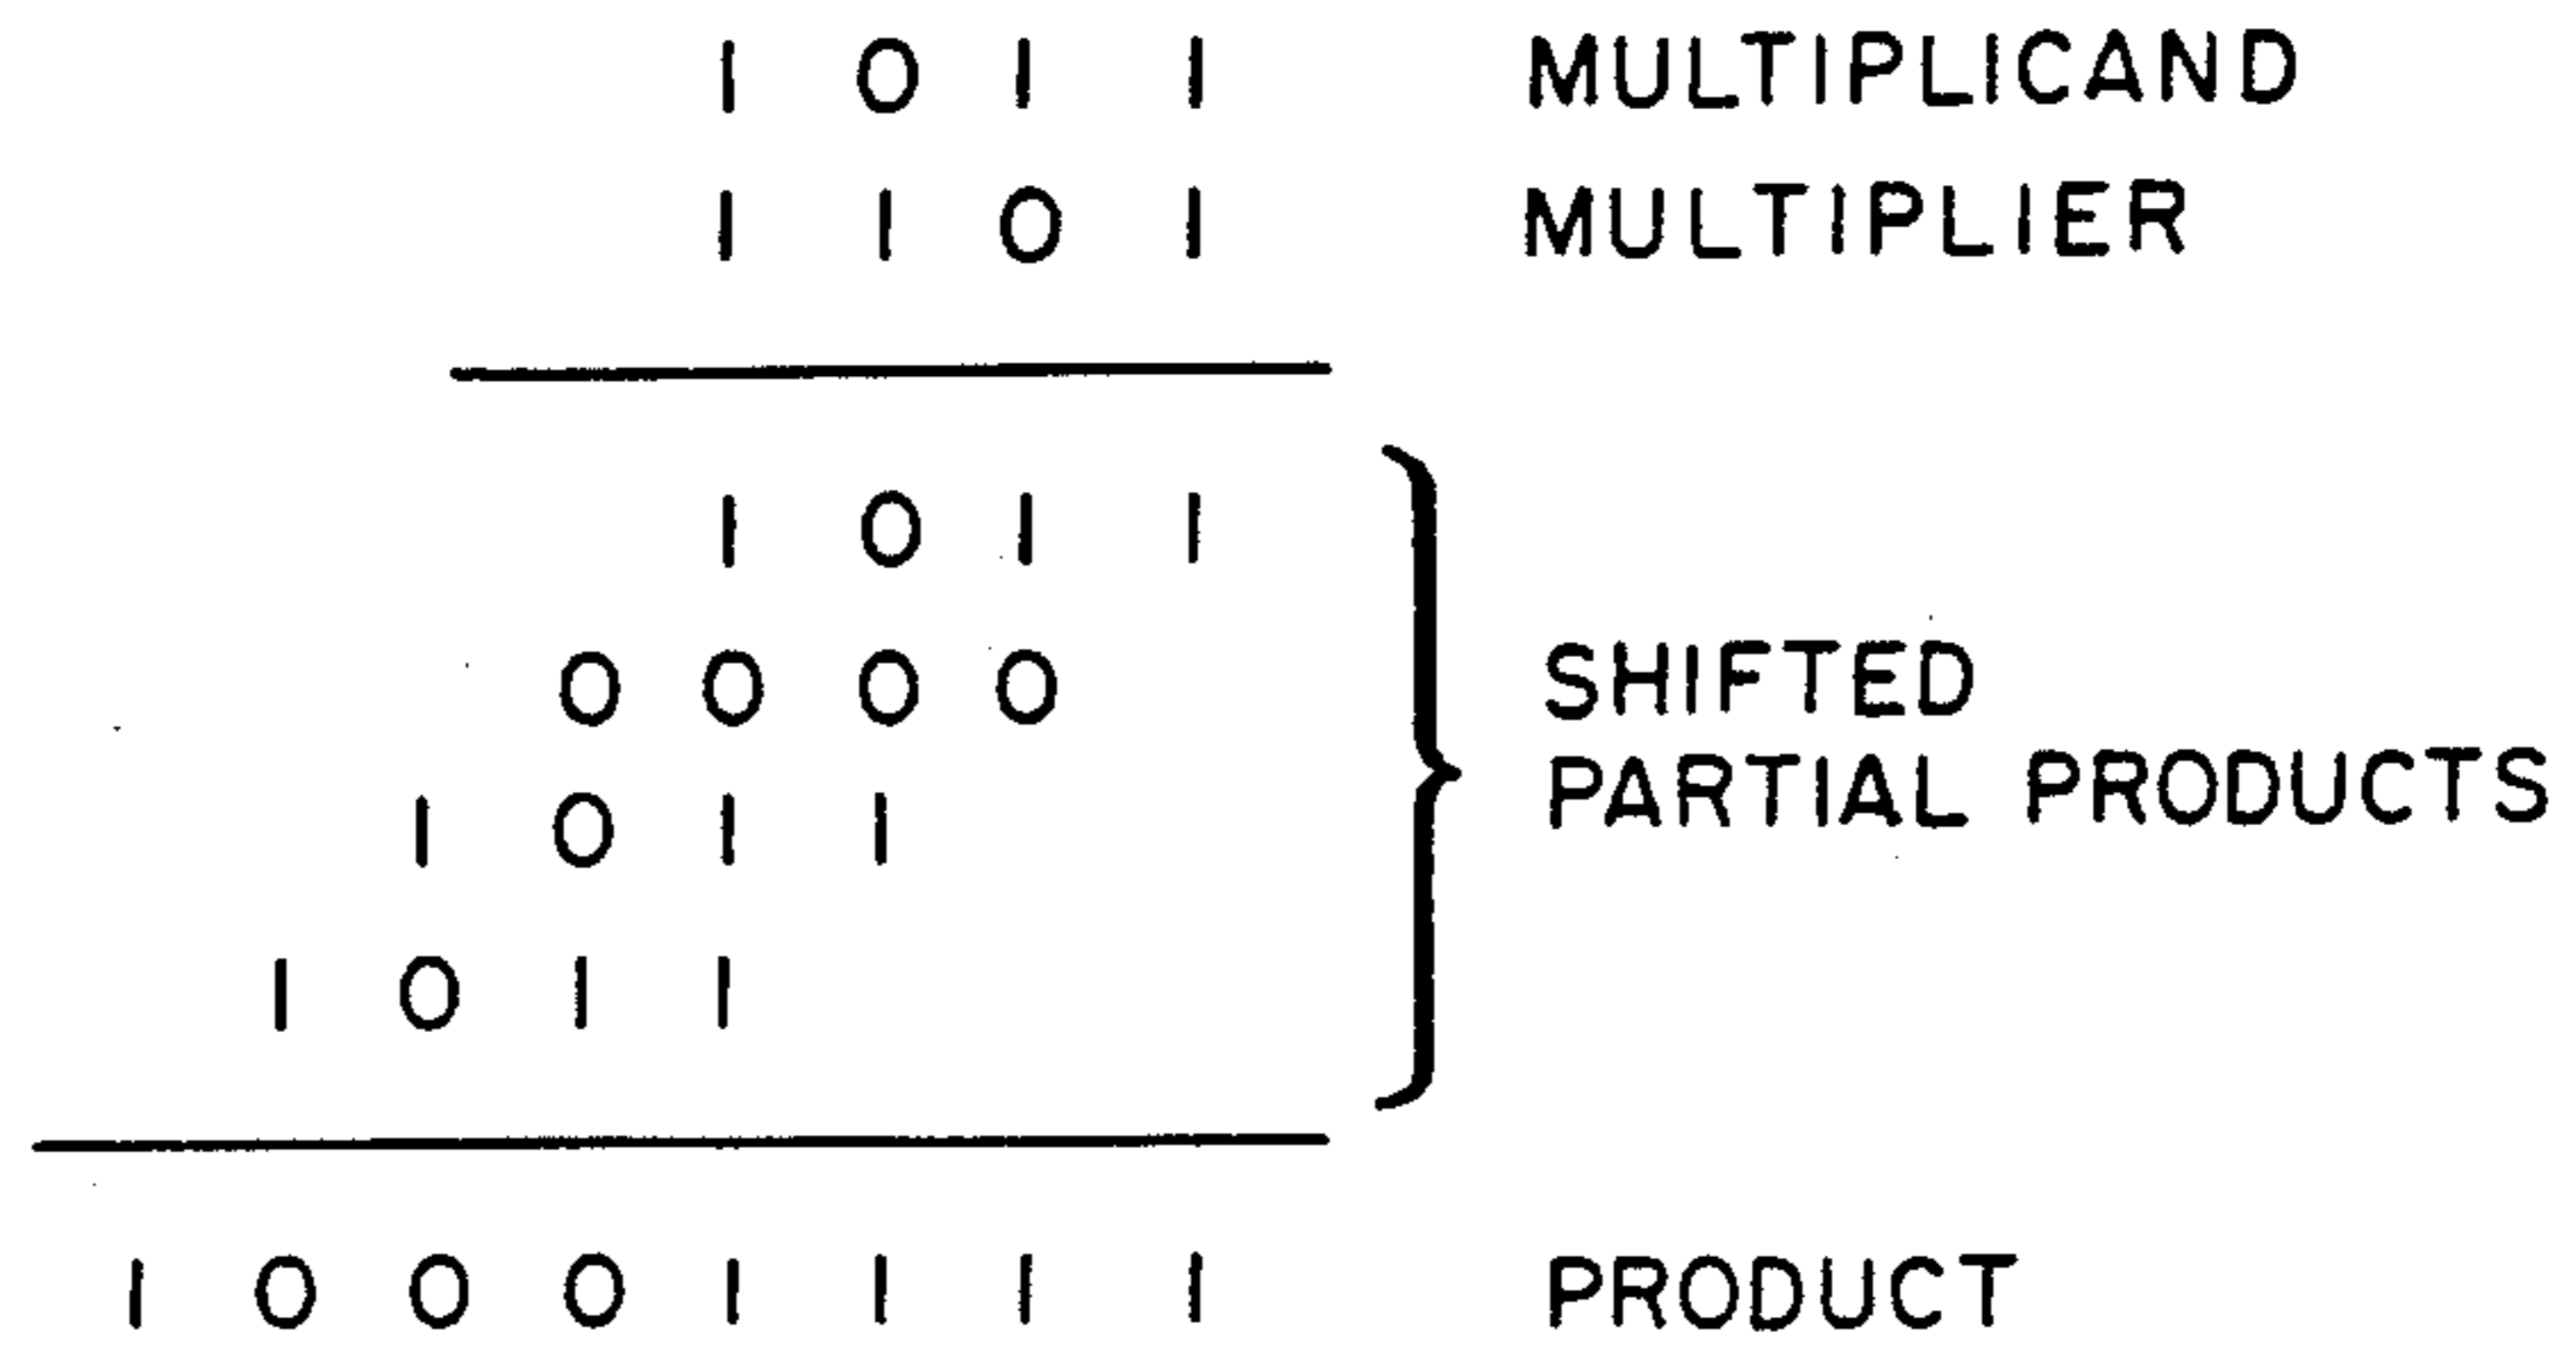 1 0 1 1 MULTIPLICAND
1 1 0 1 MULTIPLIER
1 0 1 1
0 0 0 0 SHIFTED
1 0 1 1 PARTIAL PRODUCTS
1 0 1 1
1 0 0 0 1 1 1 1 PRODUCT